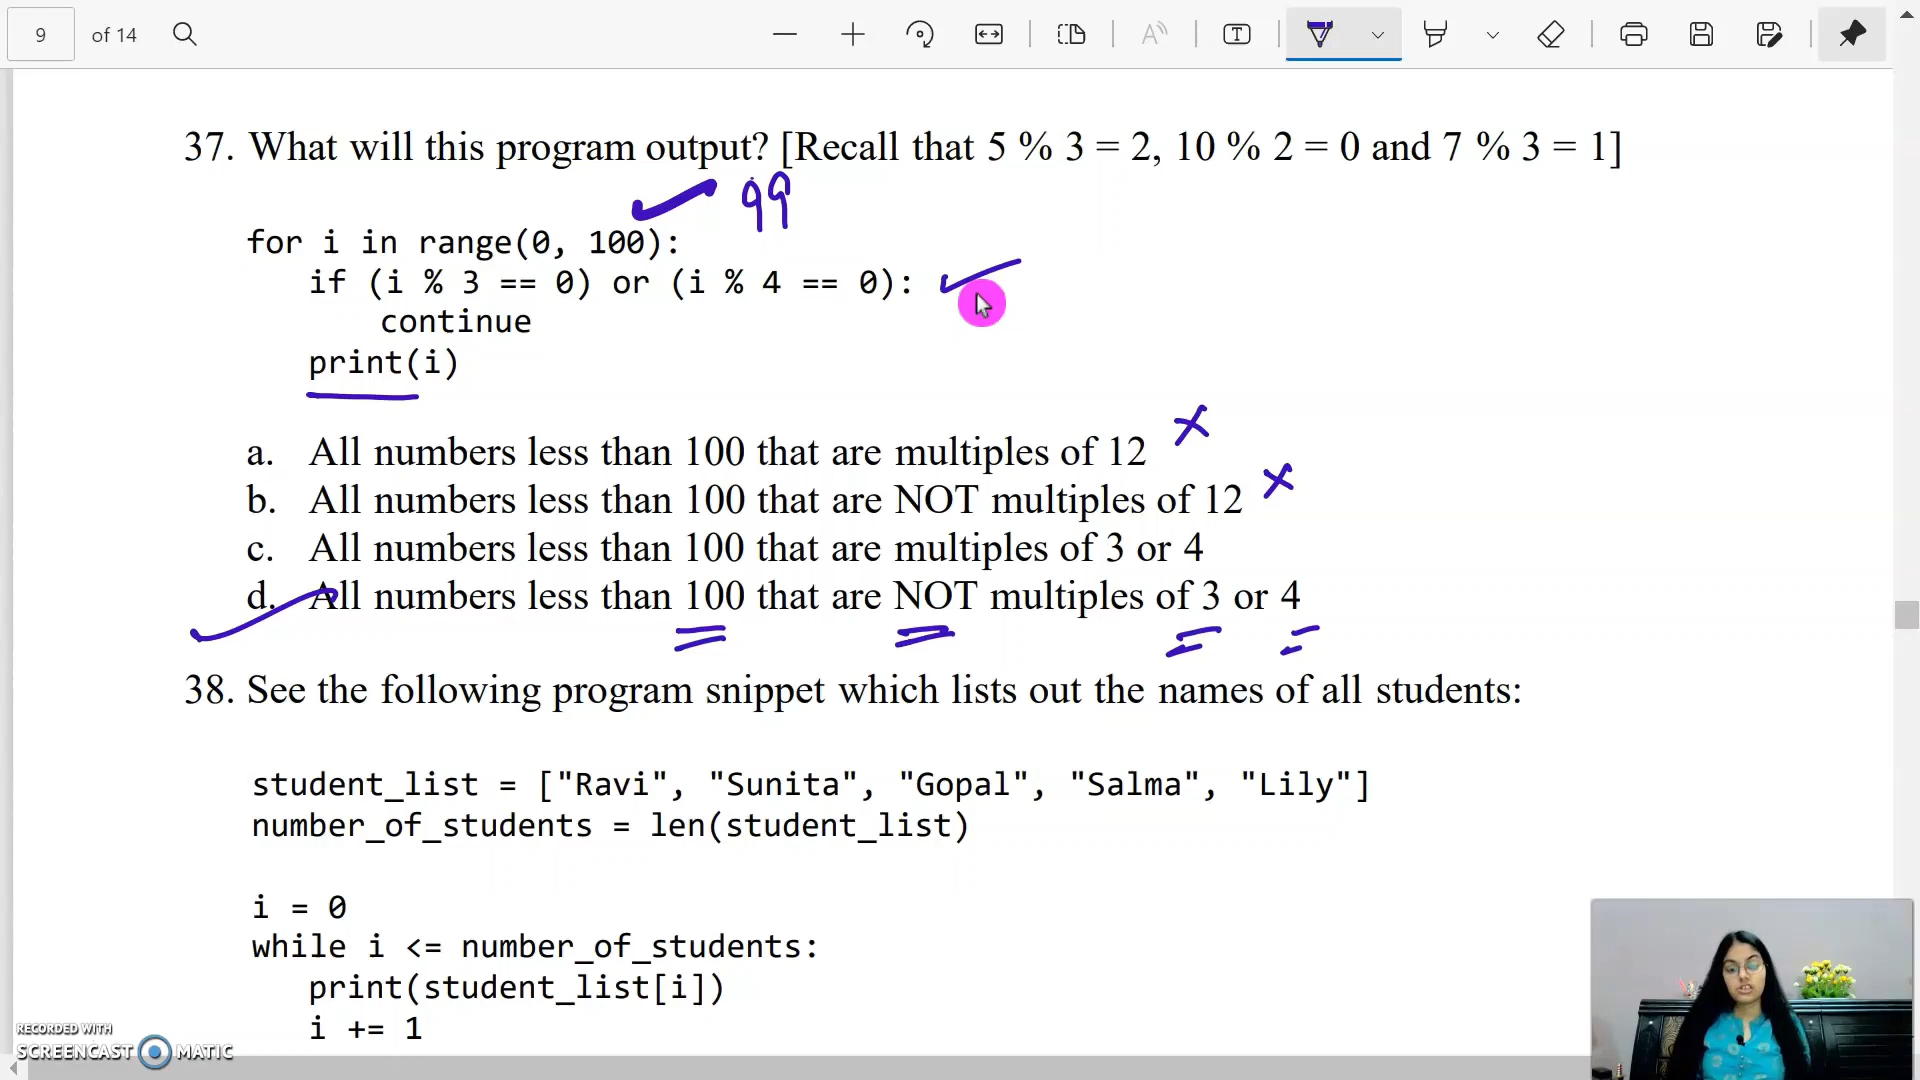 9 of 14
37. What will this program output? [Recall that 5 % 3 = 2, 10 % 2 = 0 and 7 % 3 = 1]
99
for i in range(0, 100):
if (i % 3 == 0) or (i % 4 == 0):
continue
print(i)
a. All numbers less than 100 that are multiples of 12
b. All numbers less than 100 that are NOT multiples of 12
c. All numbers less than 100 that are multiples of 3 or 4
d. All numbers less than 100 that are NOT multiples of 3 or 4
38. See the following program snippet which lists out the names of all students:
student_list = ["Ravi", "Sunita", "Gopal", "Salma", "Lily"]
number_of_students = len(student_list)
i = 0
while i <= number_of_students:
print(student_list[i])
i += 1
RECORDED WITH
SCREENCAST MATIC